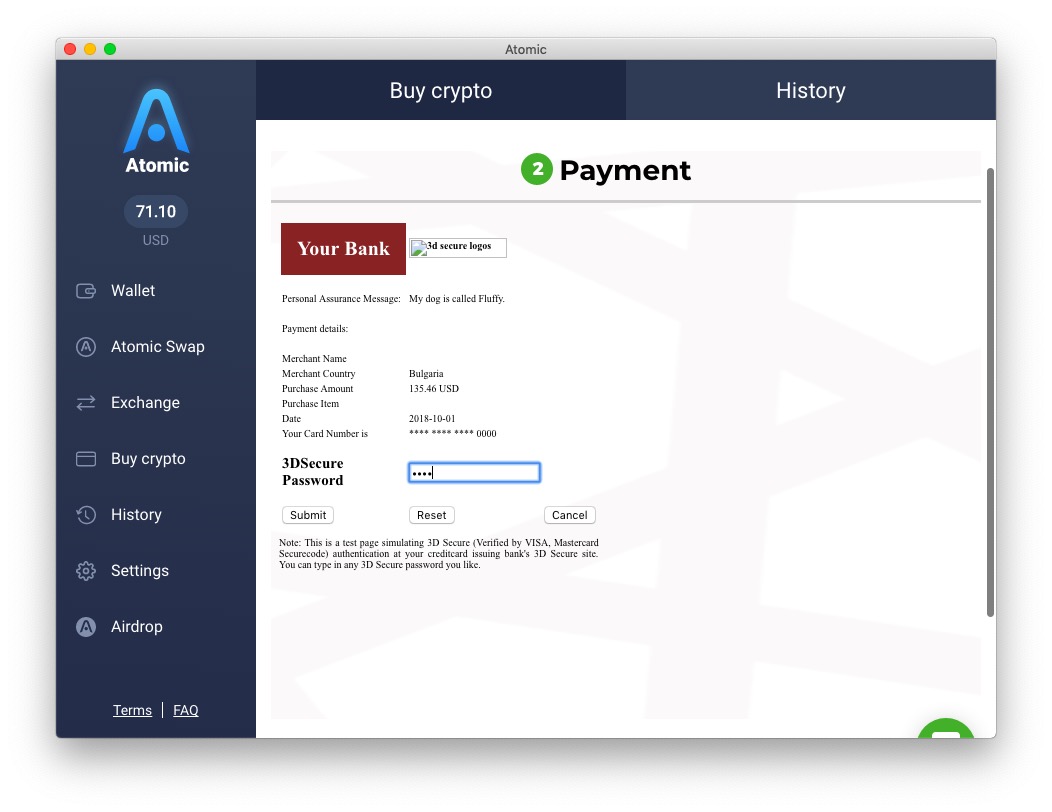 Atomic
Buy crypto
History
Atomic
71.10
USD
Wallet
Atomic Swap
Exchange
Buy crypto
History
Settings
Airdrop
Terms | FAQ
2 Payment
Your Bank
3d secure logos
Personal Assurance Message: My dog is called Fluffy.
Payment details:
Merchant Name
Merchant Country Bulgaria
Purchase Amount 135.46 USD
Purchase Item
Date 2018-10-01
Your Card Number is **** **** **** 0000
3DSecure
Password ••••
Submit Reset Cancel
Note: This is a test page simulating 3D Secure (Verified by VISA, Mastercard
Securecode) authentication at your creditcard issuing bank's 3D Secure site.
You can type in any 3D Secure password you like.